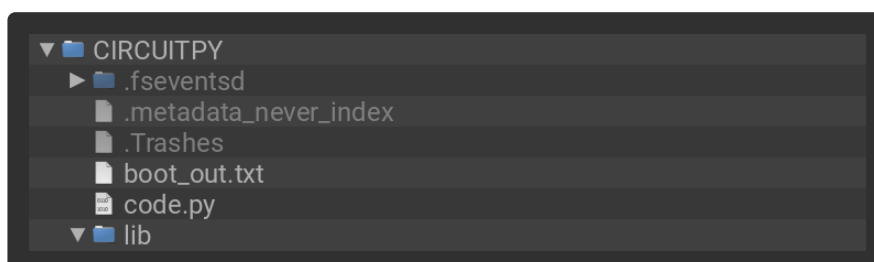 CIRCUITPY
.fseventsd
.metadata_never_index
.Trashes
boot_out.txt
code.py
lib